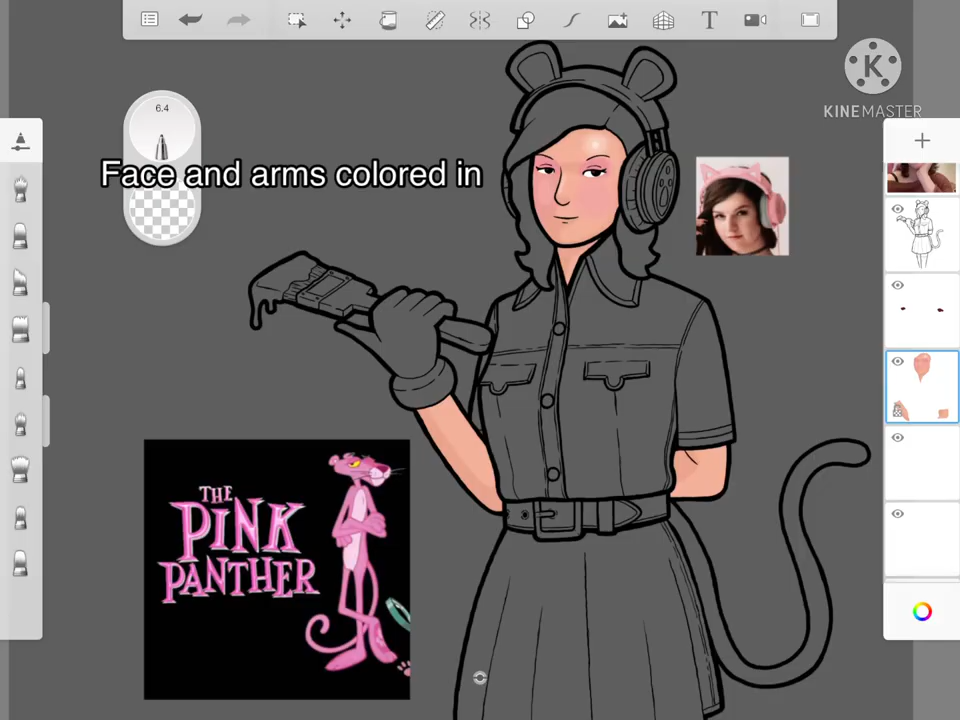 6.4
K
KINEMASTER
Face and arms colored in
THE
PINK
PANTHER
T